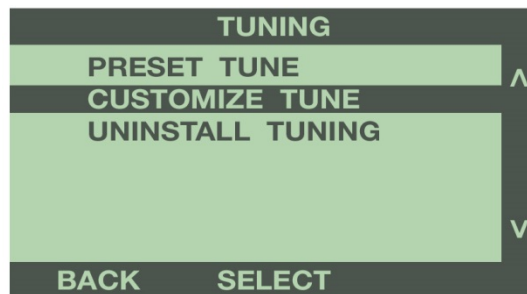 TUNING
PRESET TUNE
CUSTOMIZE TUNE
UNINSTALL TUNING
BACK SELECT